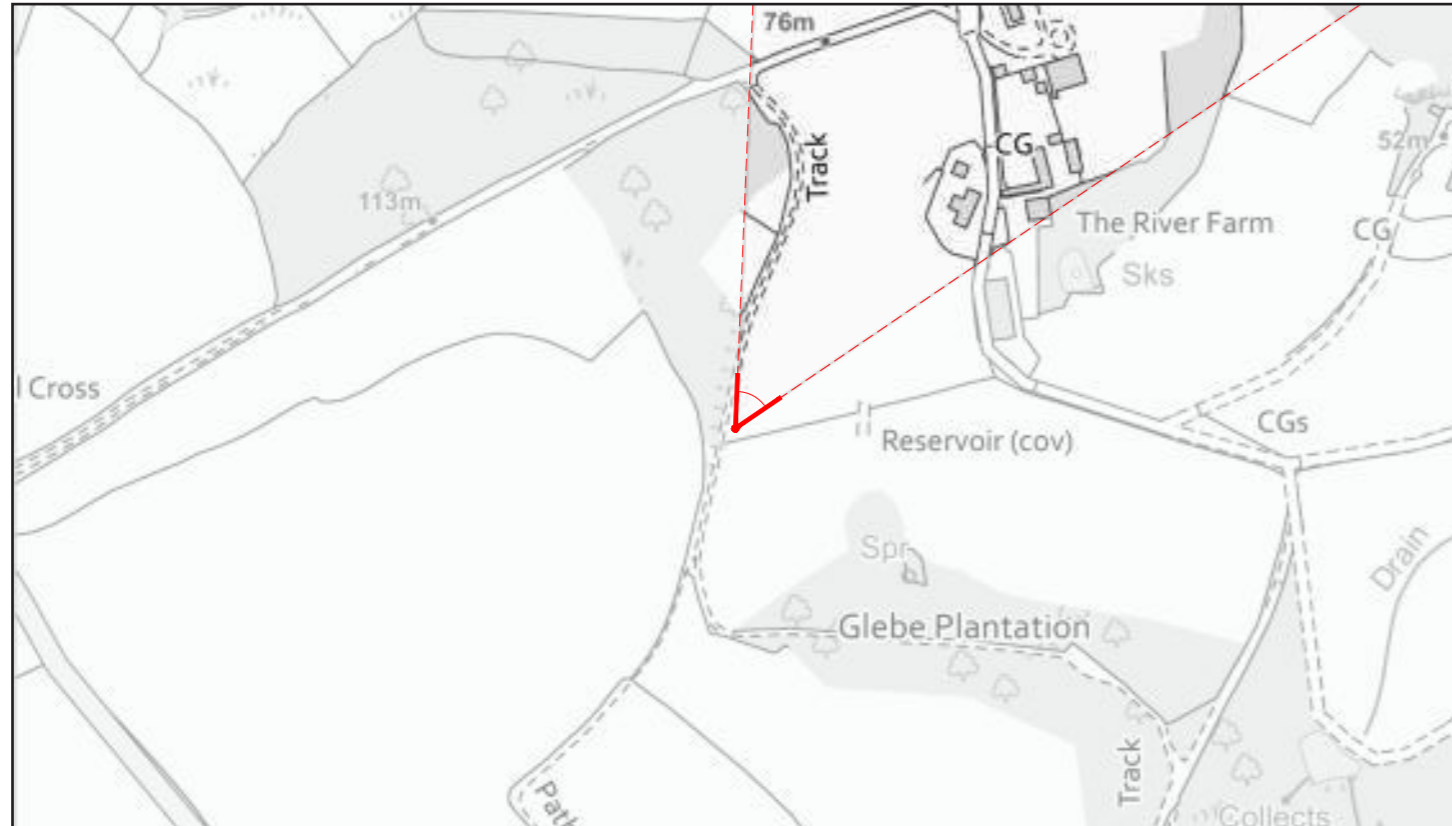 76m
Track
CG
52m
113m
The River Farm
CG
Sks
l Cross
CGs
Reservoir (cov)
Spr
Drain
Glebe Plantation
Track
Path
Collects